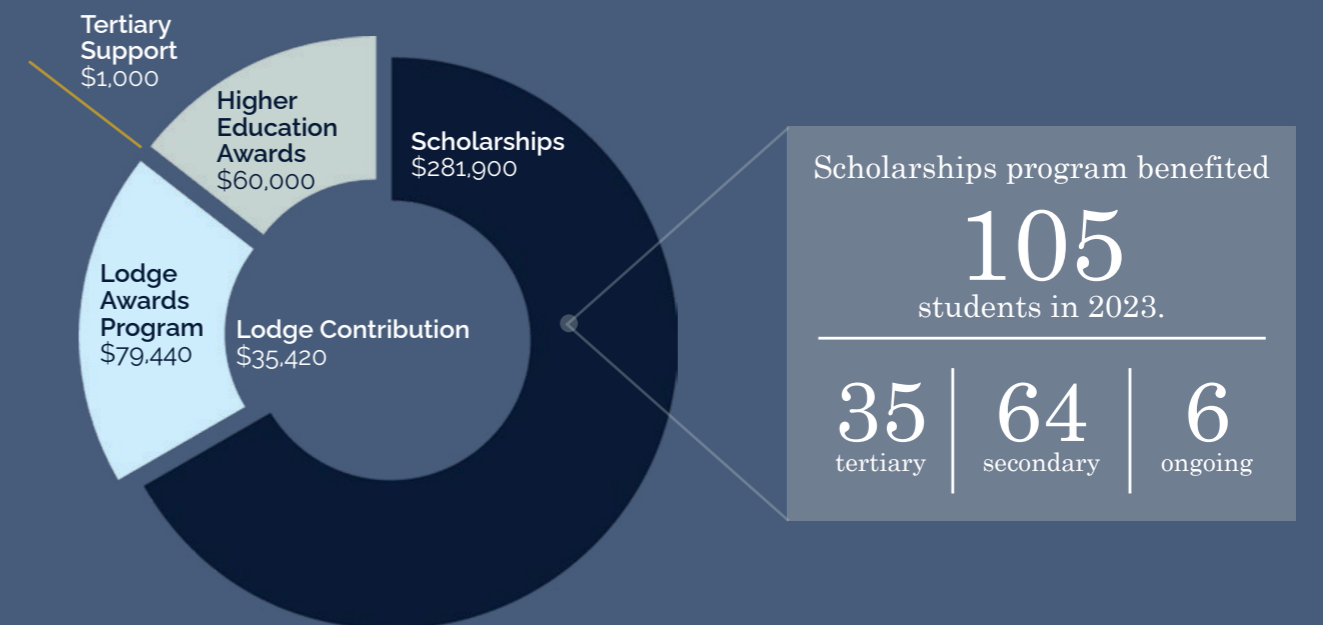 Tertiary
Support
$1,000
Higher
Education
Awards
$60,000
Scholarships
$281,900
Lodge
Awards
Program
$79,440
Lodge Contribution
$35,420
Scholarships program benefited
105
students in 2023.
35
tertiary
64
secondary
6
ongoing